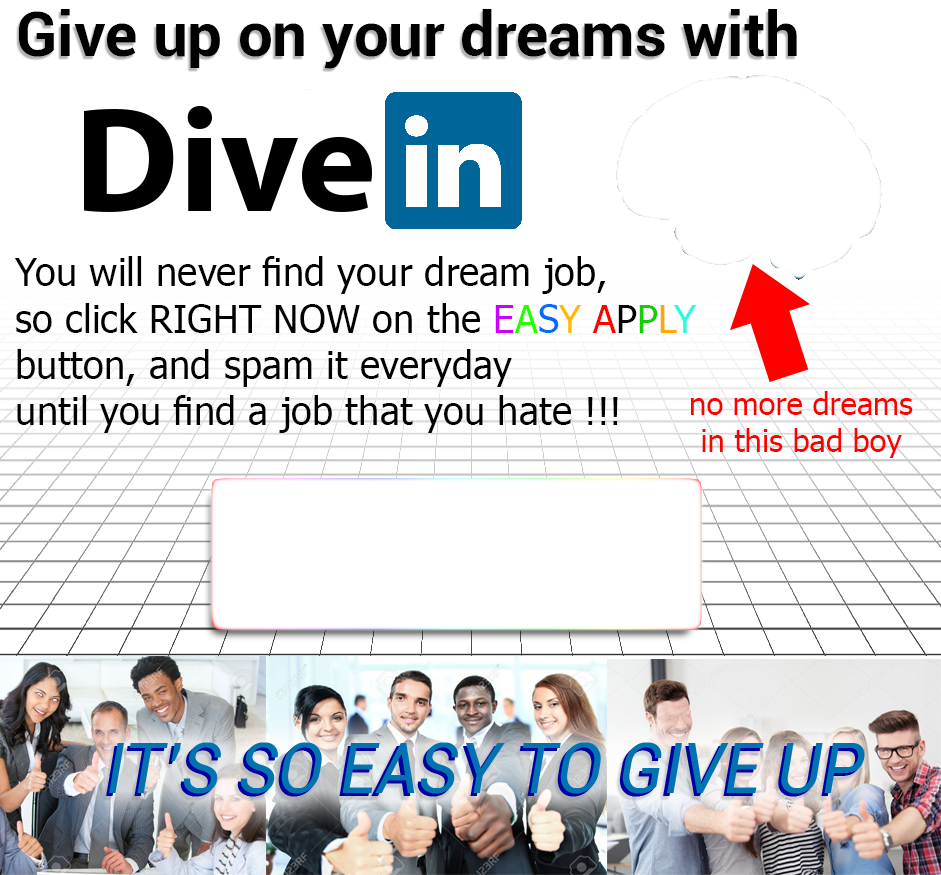 Give up on your dreams with
Dive in
You will never find your dream job,
so click RIGHT NOW on the EASY APPLY
button, and spam it everyday
until you find a job that you hate !!!
no more dreams
in this bad boy
IT'S SO EASY TO GIVE UP